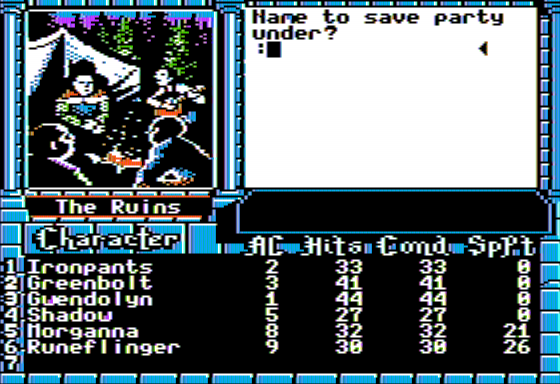 Name to save party
under?
:
The Ruins
Character AC Hits Cond SpPt
1 Ironpants 2 33 33 0
2 Greenbolt 3 41 41 0
3 Gwendolyn 1 44 44 0
4 Shadow 5 27 27 0
5 Morganna 8 32 32 21
6 Runeflinger 9 30 30 26
7